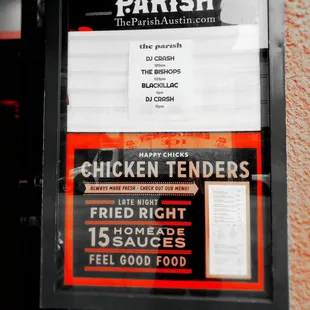 PARISH
TheParishAustin.com
the parish
DJ CRASH
THE BISHOPS
BLACKILLAC
DJ CRASH
HAPPY CHICKS
CHICKEN TENDERS
ALWAYS MADE FRESH - CHECK OUT OUR MENU!
LATE NIGHT
FRIED RIGHT
15 HOMEADE
SAUCES
FEEL GOOD FOOD